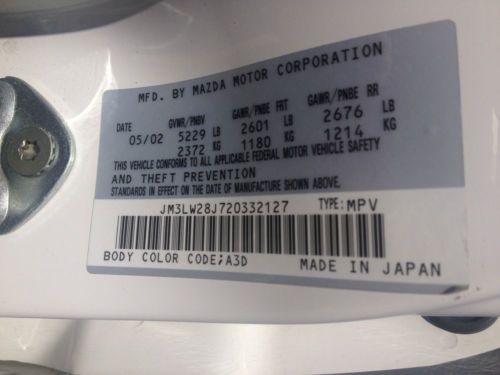 MFD. BY MAZDA MOTOR CORPORATION
DATE GVWR/PNBV GAWR/PNBE FRT GAWR/PNBE RR
05/02 5229 LB 2601 LB 2676 LB
2372 KG 1180 KG 1214 KG
THIS VEHICLE CONFORMS TO ALL APPLICABLE FEDERAL MOTOR VEHICLE SAFETY
AND THEFT PREVENTION
STANDARDS IN EFFECT ON THE DATE OF MANUFACTURE SHOWN ABOVE.
JM3LW28J720332127 TYPE:MPV
BODY COLOR CODE;A3D MADE IN JAPAN